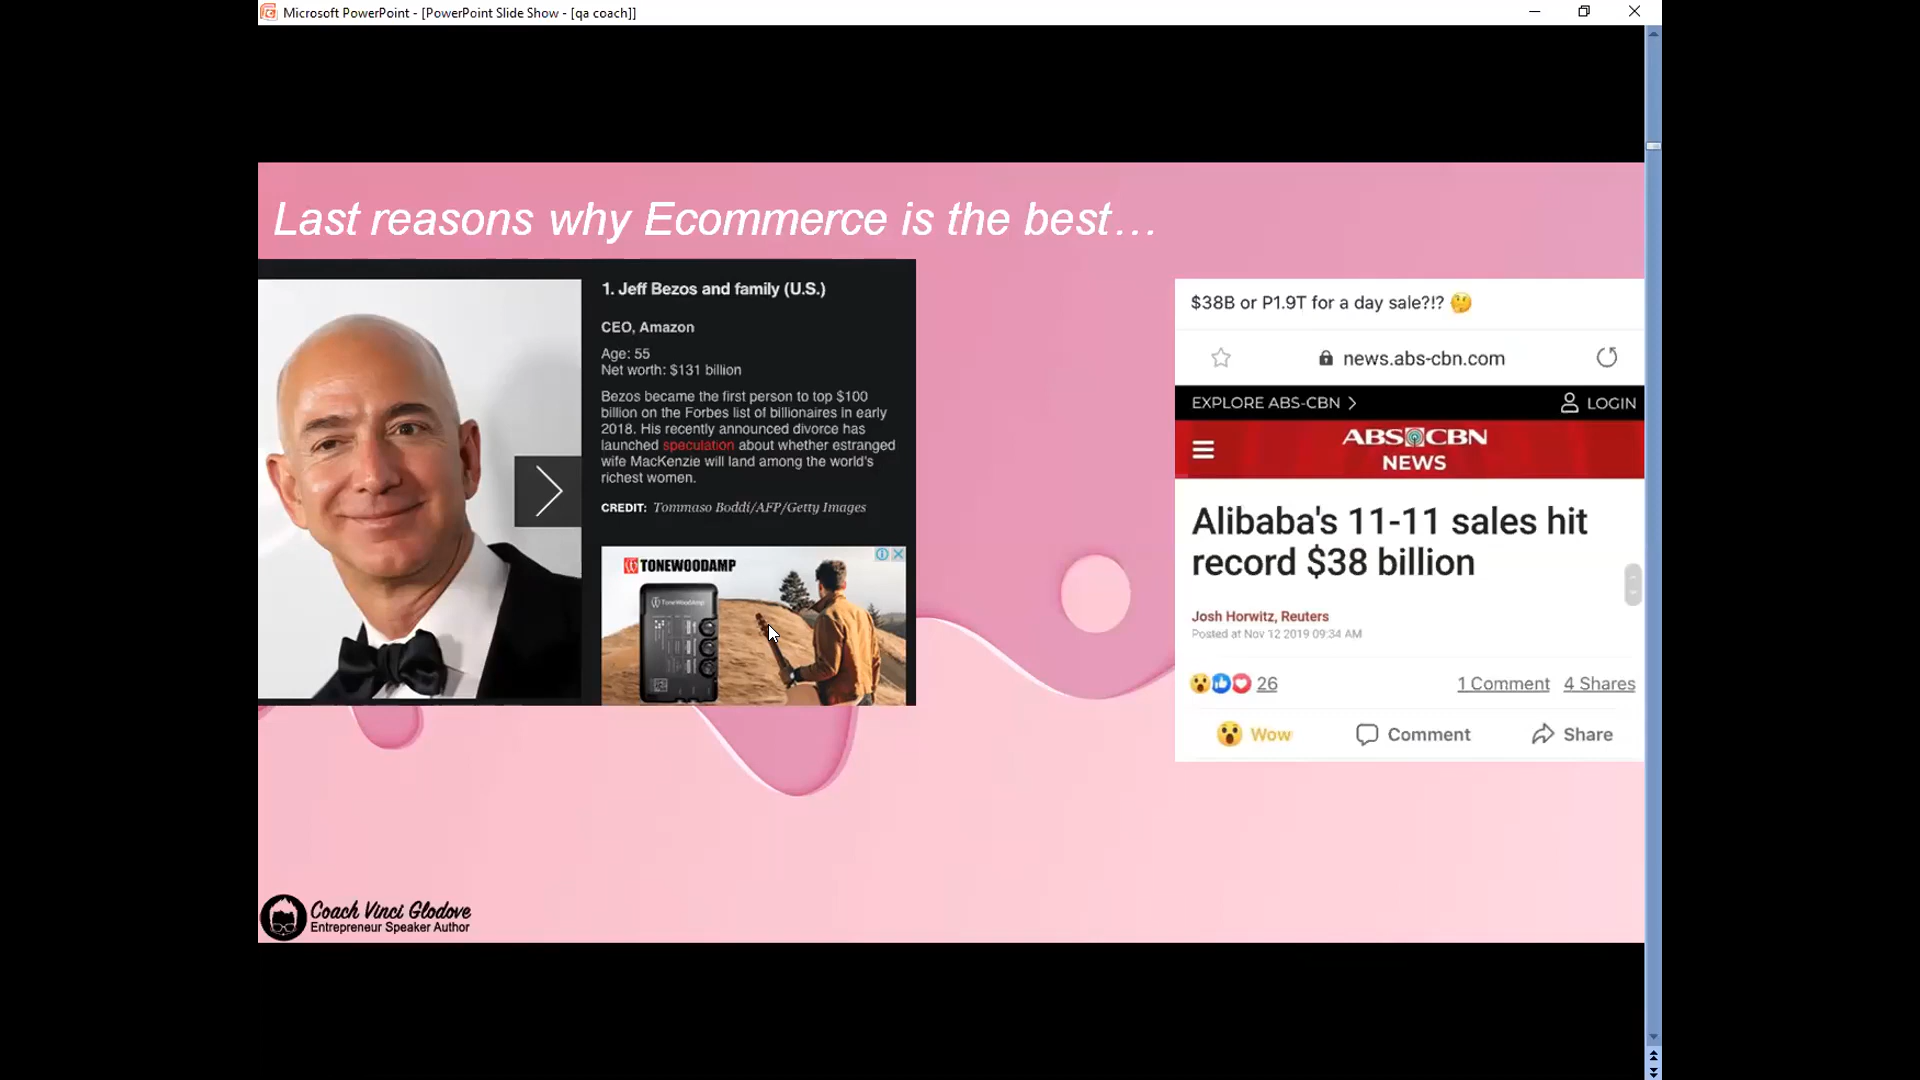 Microsoft PowerPoint - [PowerPoint Slide Show - [qa coach]]
Last reasons why Ecommerce is the best…
1. Jeff Bezos and family (U.S.)
CEO, Amazon
Age: 55
Net worth: $131 billion
Bezos became the first person to top $100
billion on the Forbes list of billionaires in early
2018. His recently announced divorce has
launched speculation about whether estranged
wife MacKenzie will land among the world's
richest women.
CREDIT: Tommaso Boddi/AFP/Getty Images
TONEWOODAMP
ToneWoodAmp
$38B or P1.9T for a day sale?!? 🤔
news.abs-cbn.com
EXPLORE ABS-CBN >
LOGIN
ABS CBN
NEWS
Alibaba's 11-11 sales hit
record $38 billion
Josh Horwitz, Reuters
Posted at Nov 12 2019 09:34 AM
26
1 Comment 4 Shares
Wow Comment Share
Coach Vinci Glodove
Entrepreneur Speaker Author